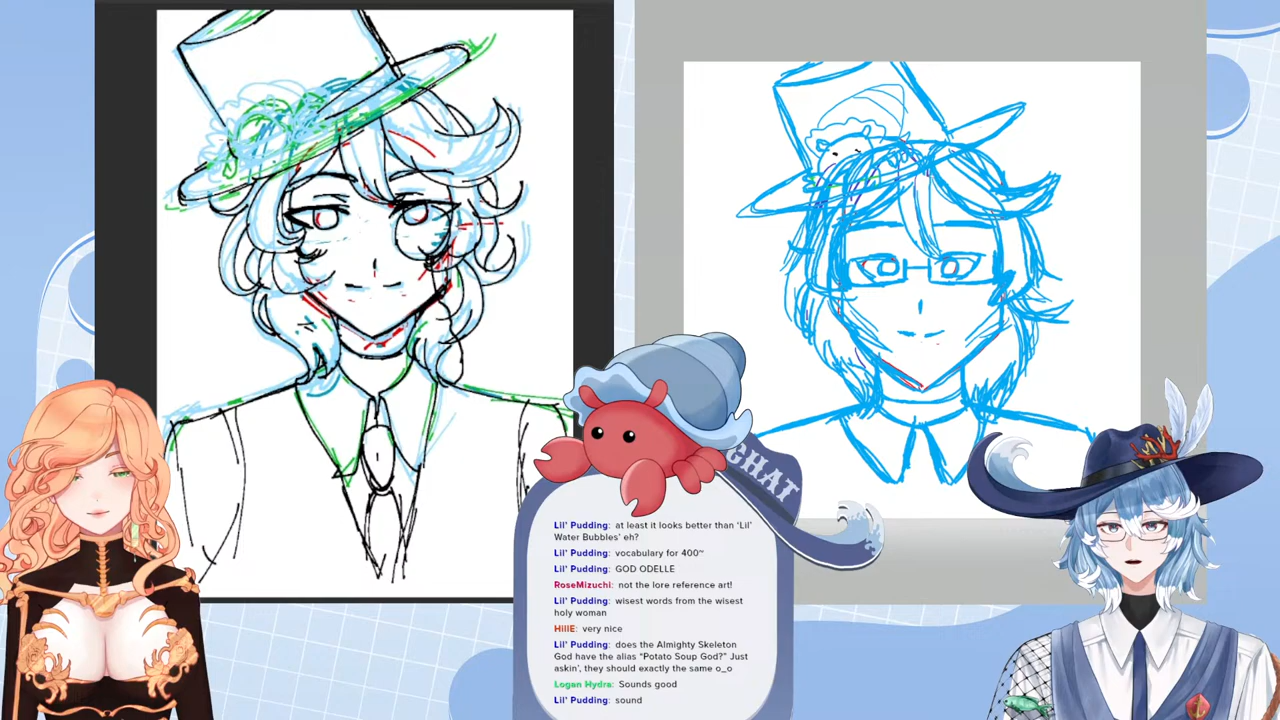 CHAT
Lil' Pudding: at least it looks better than ‘Lil’
Water Bubbles’ eh?
Lil' Pudding: vocabulary for 400~
Lil' Pudding: GOD ODELLE
RoseMizuchi: not the lore reference art!
Lil' Pudding: wisest words from the wisest
holy woman
HillE: very nice
Lil' Pudding: does the Almighty Skeleton
God have the alias “Potato Soup God?” Just
askin’, they should exactly the same o_o
Logan Hydra: Sounds good
Lil' Pudding: sound